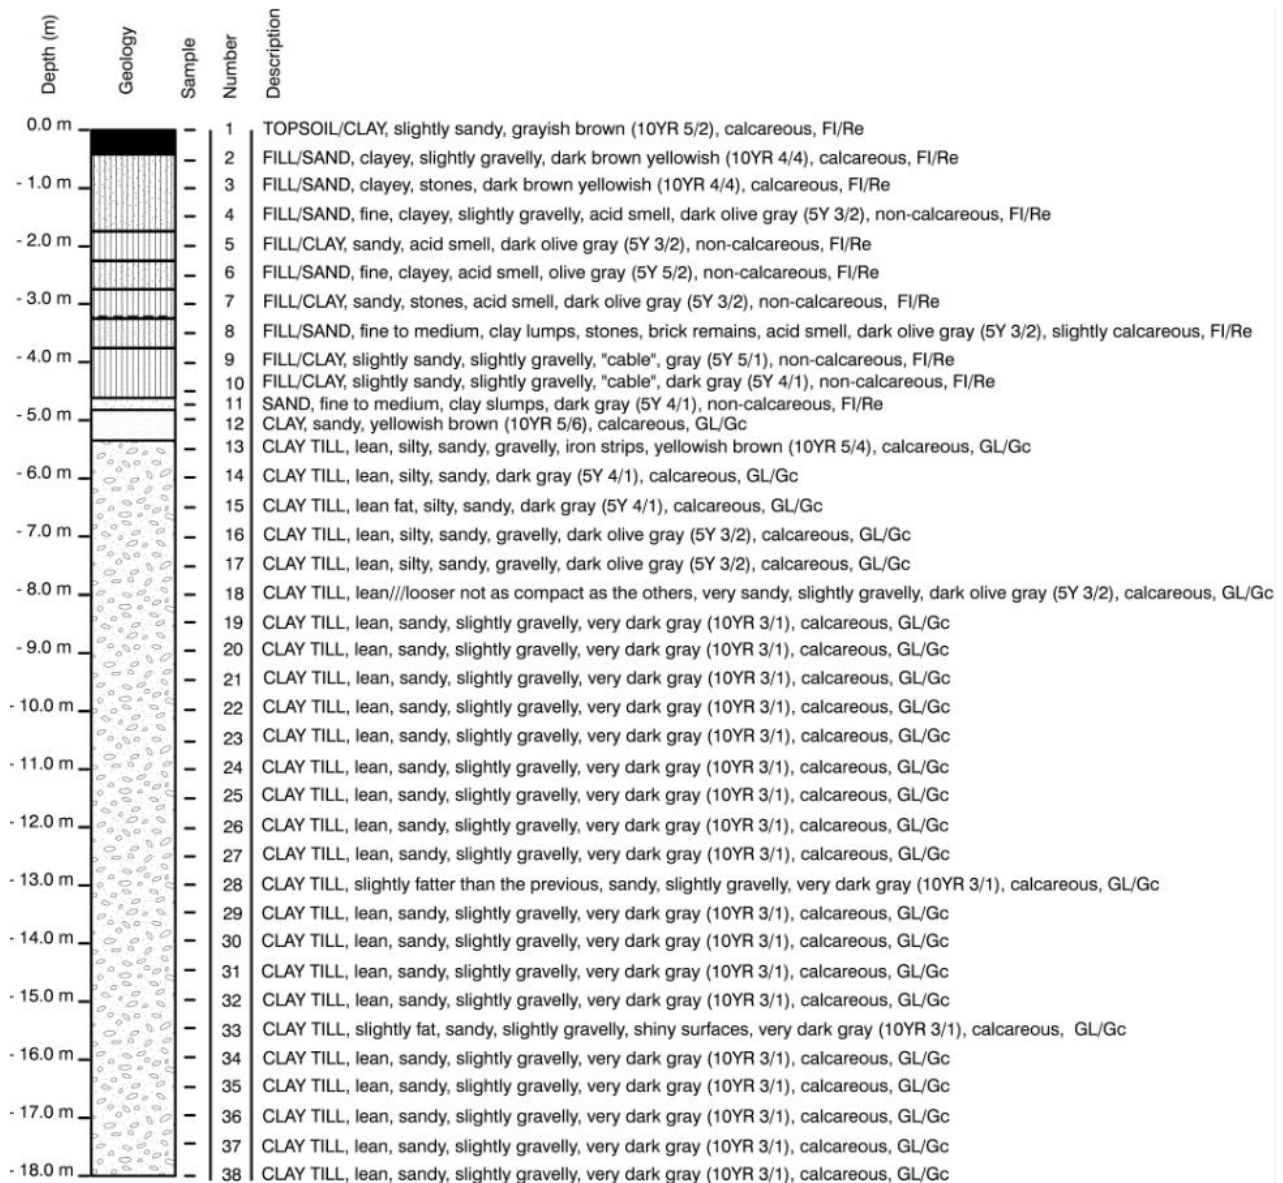 Depth (m) Geology Sample Number Description
0.0 m 1 TOPSOIL/CLAY, slightly sandy, grayish brown (10YR 5/2), calcareous, FI/Re
2 FILL/SAND, clayey, slightly gravelly, dark brown yellowish (10YR 4/4), calcareous, FI/Re
- 1.0 m 3 FILL/SAND, clayey, stones, dark brown yellowish (10YR 4/4), calcareous, FI/Re
4 FILL/SAND, fine, clayey, slightly gravelly, acid smell, dark olive gray (5Y 3/2), non-calcareous, FI/Re
- 2.0 m 5 FILL/CLAY, sandy, acid smell, dark olive gray (5Y 3/2), non-calcareous, FI/Re
6 FILL/SAND, fine, clayey, acid smell, olive gray (5Y 5/2), non-calcareous, FI/Re
- 3.0 m 7 FILL/CLAY, sandy, stones, acid smell, dark olive gray (5Y 3/2), non-calcareous, FI/Re
8 FILL/SAND, fine to medium, clay lumps, stones, brick remains, acid smell, dark olive gray (5Y 3/2), slightly calcareous, FI/Re
- 4.0 m 9 FILL/CLAY, slightly sandy, slightly gravelly, "cable", gray (5Y 5/1), non-calcareous, FI/Re
10 FILL/CLAY, slightly sandy, slightly gravelly, "cable", dark gray (5Y 4/1), non-calcareous, FI/Re
11 SAND, fine to medium, clay slumps, dark gray (5Y 4/1), non-calcareous, FI/Re
- 5.0 m 12 CLAY, sandy, yellowish brown (10YR 5/6), calcareous, GL/Gc
13 CLAY TILL, lean, silty, sandy, gravelly, iron strips, yellowish brown (10YR 5/4), calcareous, GL/Gc
- 6.0 m 14 CLAY TILL, lean, silty, sandy, dark gray (5Y 4/1), calcareous, GL/Gc
15 CLAY TILL, lean fat, silty, sandy, dark gray (5Y 4/1), calcareous, GL/Gc
- 7.0 m 16 CLAY TILL, lean, silty, sandy, gravelly, dark olive gray (5Y 3/2), calcareous, GL/Gc
17 CLAY TILL, lean, silty, sandy, gravelly, dark olive gray (5Y 3/2), calcareous, GL/Gc
- 8.0 m 18 CLAY TILL, lean///looser not as compact as the others, very sandy, slightly gravelly, dark olive gray (5Y 3/2), calcareous, GL/Gc
19 CLAY TILL, lean, sandy, slightly gravelly, very dark gray (10YR 3/1), calcareous, GL/Gc
- 9.0 m 20 CLAY TILL, lean, sandy, slightly gravelly, very dark gray (10YR 3/1), calcareous, GL/Gc
21 CLAY TILL, lean, sandy, slightly gravelly, very dark gray (10YR 3/1), calcareous, GL/Gc
- 10.0 m 22 CLAY TILL, lean, sandy, slightly gravelly, very dark gray (10YR 3/1), calcareous, GL/Gc
23 CLAY TILL, lean, sandy, slightly gravelly, very dark gray (10YR 3/1), calcareous, GL/Gc
- 11.0 m 24 CLAY TILL, lean, sandy, slightly gravelly, very dark gray (10YR 3/1), calcareous, GL/Gc
25 CLAY TILL, lean, sandy, slightly gravelly, very dark gray (10YR 3/1), calcareous, GL/Gc
- 12.0 m 26 CLAY TILL, lean, sandy, slightly gravelly, very dark gray (10YR 3/1), calcareous, GL/Gc
27 CLAY TILL, lean, sandy, slightly gravelly, very dark gray (10YR 3/1), calcareous, GL/Gc
- 13.0 m 28 CLAY TILL, slightly fatter than the previous, sandy, slightly gravelly, very dark gray (10YR 3/1), calcareous, GL/Gc
29 CLAY TILL, lean, sandy, slightly gravelly, very dark gray (10YR 3/1), calcareous, GL/Gc
- 14.0 m 30 CLAY TILL, lean, sandy, slightly gravelly, very dark gray (10YR 3/1), calcareous, GL/Gc
31 CLAY TILL, lean, sandy, slightly gravelly, very dark gray (10YR 3/1), calcareous, GL/Gc
- 15.0 m 32 CLAY TILL, lean, sandy, slightly gravelly, very dark gray (10YR 3/1), calcareous, GL/Gc
33 CLAY TILL, slightly fat, sandy, slightly gravelly, shiny surfaces, very dark gray (10YR 3/1), calcareous, GL/Gc
- 16.0 m 34 CLAY TILL, lean, sandy, slightly gravelly, very dark gray (10YR 3/1), calcareous, GL/Gc
35 CLAY TILL, lean, sandy, slightly gravelly, very dark gray (10YR 3/1), calcareous, GL/Gc
- 17.0 m 36 CLAY TILL, lean, sandy, slightly gravelly, very dark gray (10YR 3/1), calcareous, GL/Gc
37 CLAY TILL, lean, sandy, slightly gravelly, very dark gray (10YR 3/1), calcareous, GL/Gc
- 18.0 m 38 CLAY TILL, lean, sandy, slightly gravelly, very dark gray (10YR 3/1), calcareous, GL/Gc